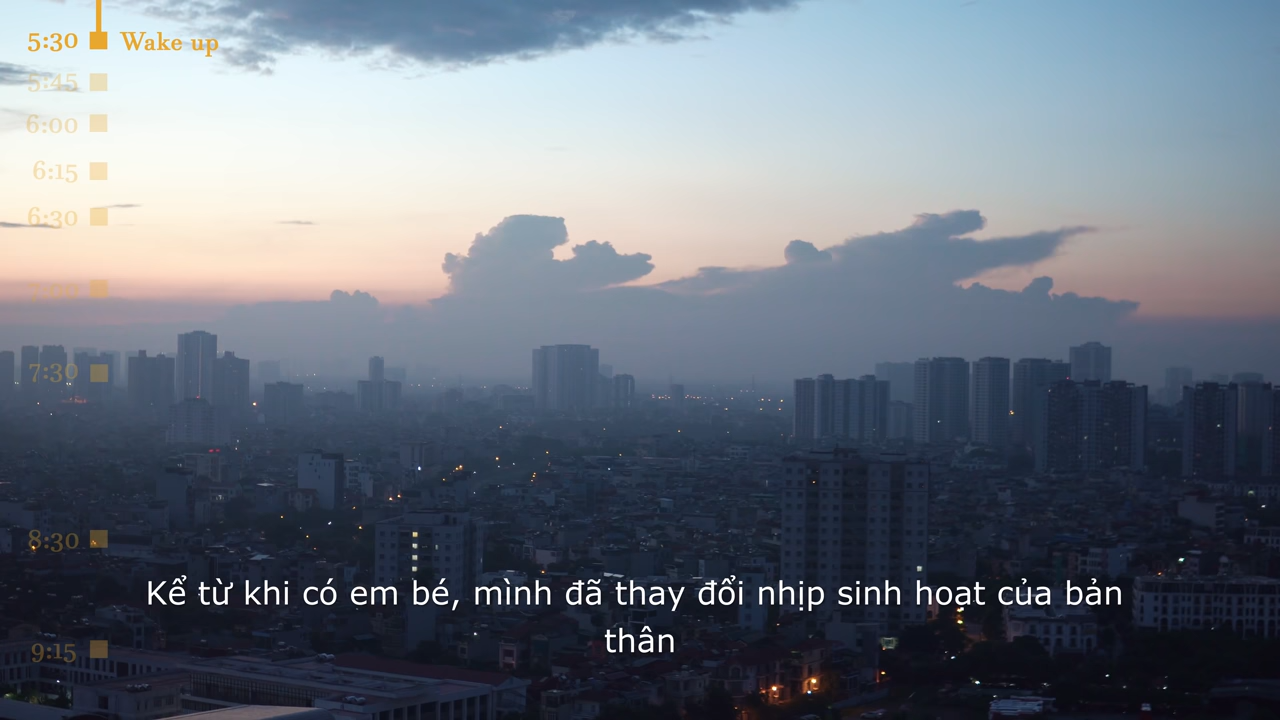 5:30 Wake up
5:45
6:00
6:15
6:30
7:30
8:30
Kể từ khi có em bé, mình đã thay đổi nhịp sinh hoạt của bản
thân
9:15